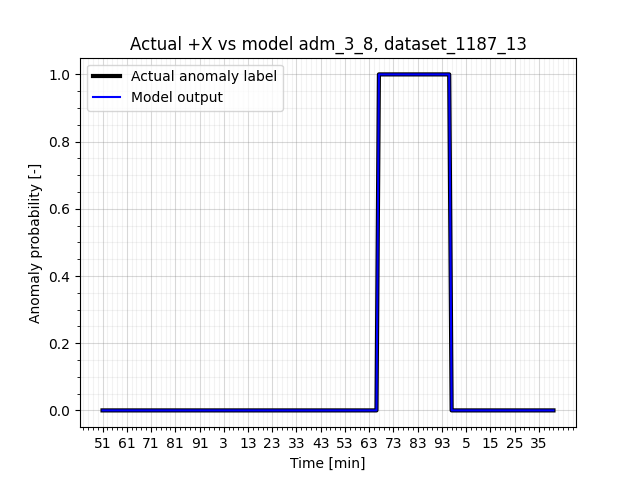 Actual +X vs model adm_3_8, dataset_1187_13
Actual anomaly label
Model output
Anomaly probability [-]
1.0
0.8
0.6
0.4
0.2
0.0
51 61 71 81 91 3 13 23 33 43 53 63 73 83 93 5 15 25 35
Time [min]